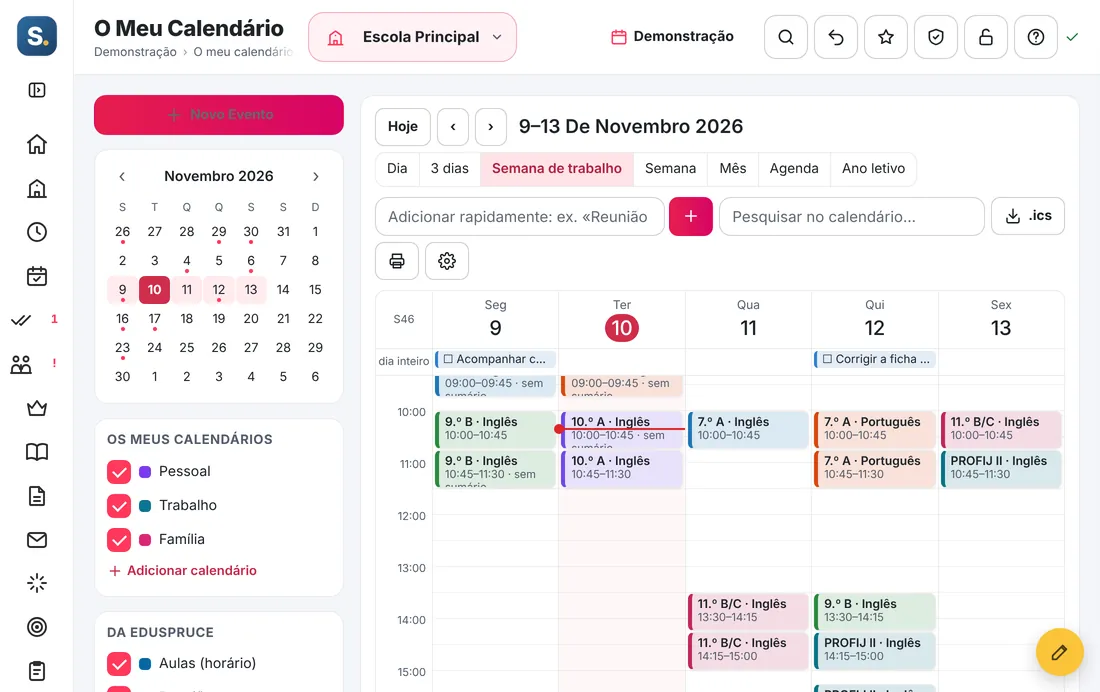 S.
O Meu Calendário
Demonstração › O meu calendário
Escola Principal
Demonstração
1
!
+ Novo Evento
Novembro 2026
S T Q Q S S D
26 27 28 29 30 31 1
2 3 4 5 6 7 8
9 10 11 12 13 14 15
16 17 18 19 20 21 22
23 24 25 26 27 28 29
30 1 2 3 4 5 6
OS MEUS CALENDÁRIOS
Pessoal
Trabalho
Família
+ Adicionar calendário
DA EDUSPRUCE
Aulas (horário)
Hoje ‹ › 9–13 De Novembro 2026
Dia 3 dias Semana de trabalho Semana Mês Agenda Ano letivo
Adicionar rapidamente: ex. «Reunião
+
Pesquisar no calendário...
.ics
S46
Seg 9
Ter 10
Qua 11
Qui 12
Sex 13
dia inteiro
Acompanhar c...
Corrigir a ficha ...
09:00–09:45 · sem
sumário
09:00–09:45 · sem
sumário
10:00
9.º B · Inglês
10:00–10:45
10.º A · Inglês
10:00–10:45 · sem
sumário
7.º A · Inglês
10:00–10:45
7.º A · Português
10:00–10:45
11.º B/C · Inglês
10:00–10:45
11:00
9.º B · Inglês
10:45–11:30 · sem
sumário
10.º A · Inglês
10:45–11:30
7.º A · Português
10:45–11:30
PROFIJ II · Inglês
10:45–11:30
12:00
13:00
11.º B/C · Inglês
13:30–14:15
9.º B · Inglês
13:30–14:15
14:00
11.º B/C · Inglês
14:15–15:00
PROFIJ II · Inglês
14:15–15:00
15:00